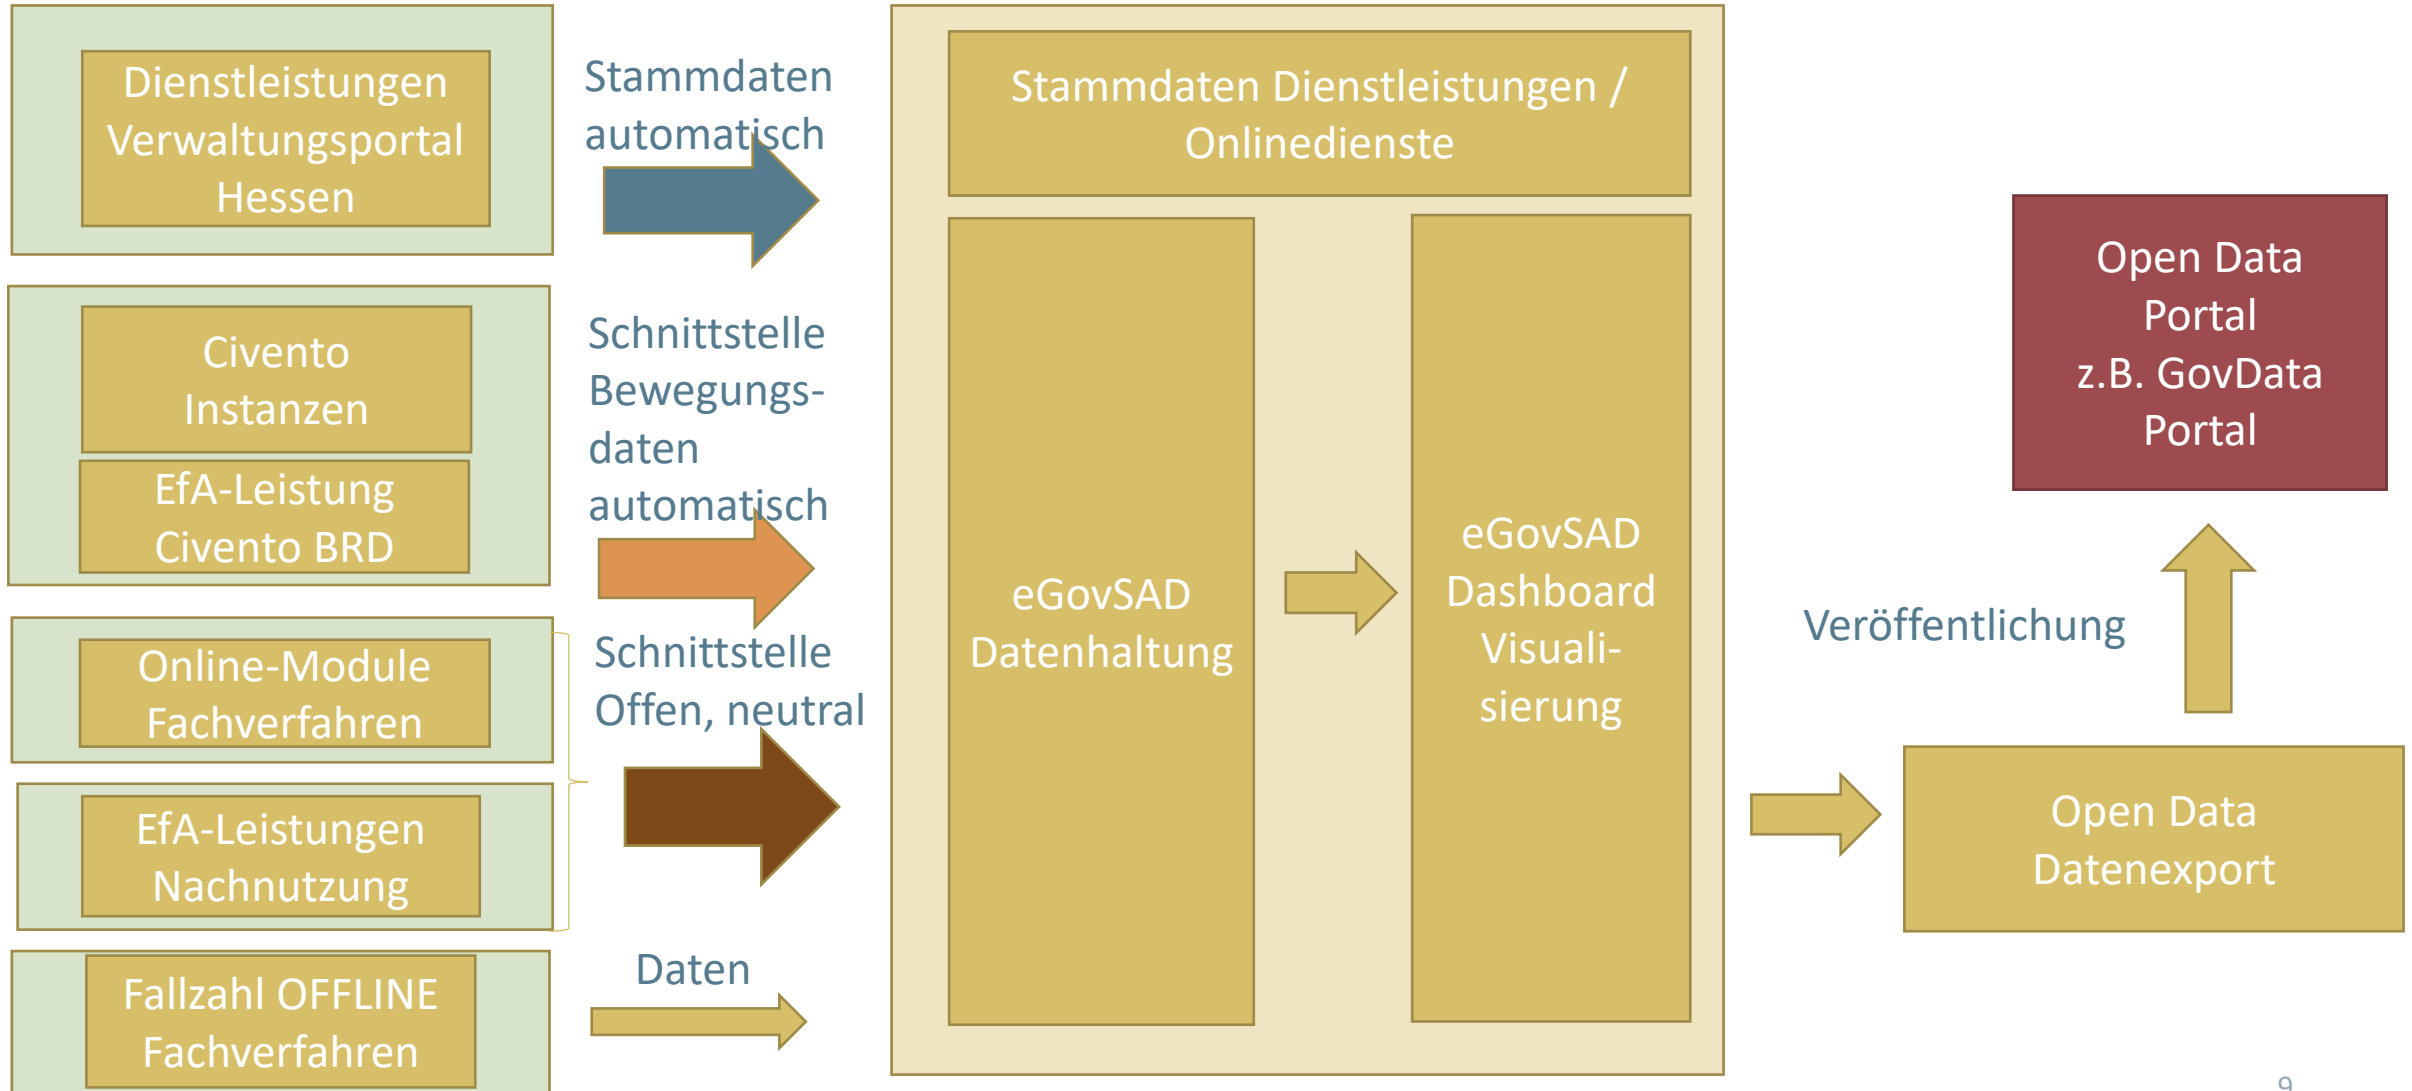 Dienstleistungen
Verwaltungsportal
Hessen
Stammdaten
automatisch
Civento
Instanzen
EfA-Leistung
Civento BRD
Schnittstelle
Bewegungs-
daten
automatisch
Online-Module
Fachverfahren
EfA-Leistungen
Nachnutzung
Schnittstelle
Offen, neutral
Fallzahl OFFLINE
Fachverfahren
Daten
Stammdaten Dienstleistungen /
Onlinedienste
eGovSAD
Datenhaltung
eGovSAD
Dashboard
Visuali-
sierung
Open Data
Portal
z.B. GovData
Portal
Veröffentlichung
Open Data
Datenexport
9